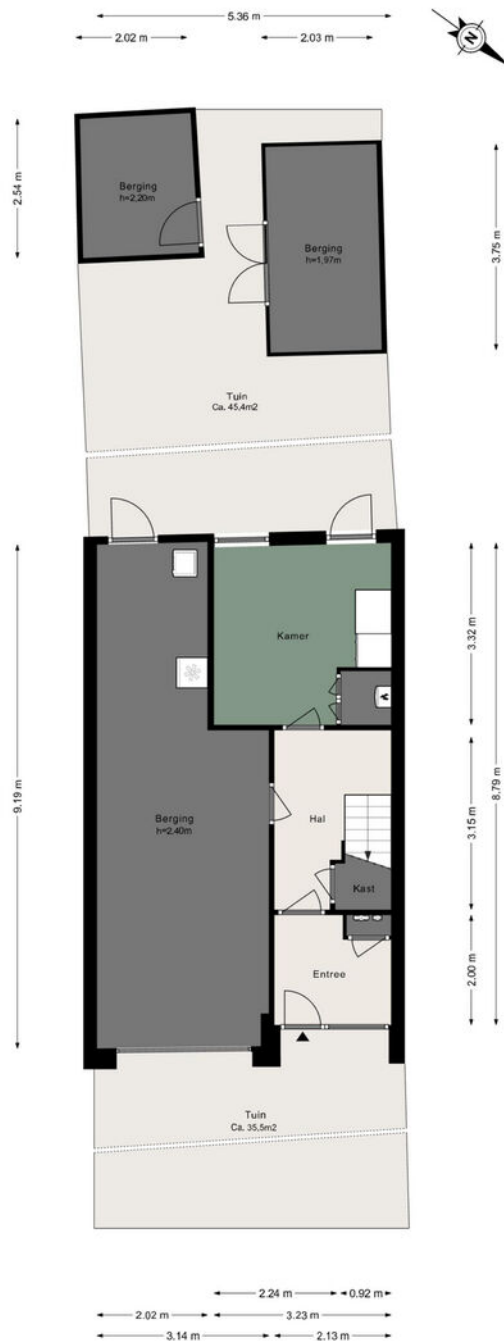 5.36 m
2.02 m
2.03 m
N
2.54 m
3.75 m
Berging
h=2,20m
Berging
h=1,97m
Tuin
Ca. 45,4m2
Kamer
3.32 m
9.19 m
8.79 m
Berging
h=2,40m
Hal
3.15 m
Kast
Entree
2.00 m
Tuin
Ca. 35,5m2
2.24 m
0.92 m
2.02 m
3.23 m
3.14 m
2.13 m